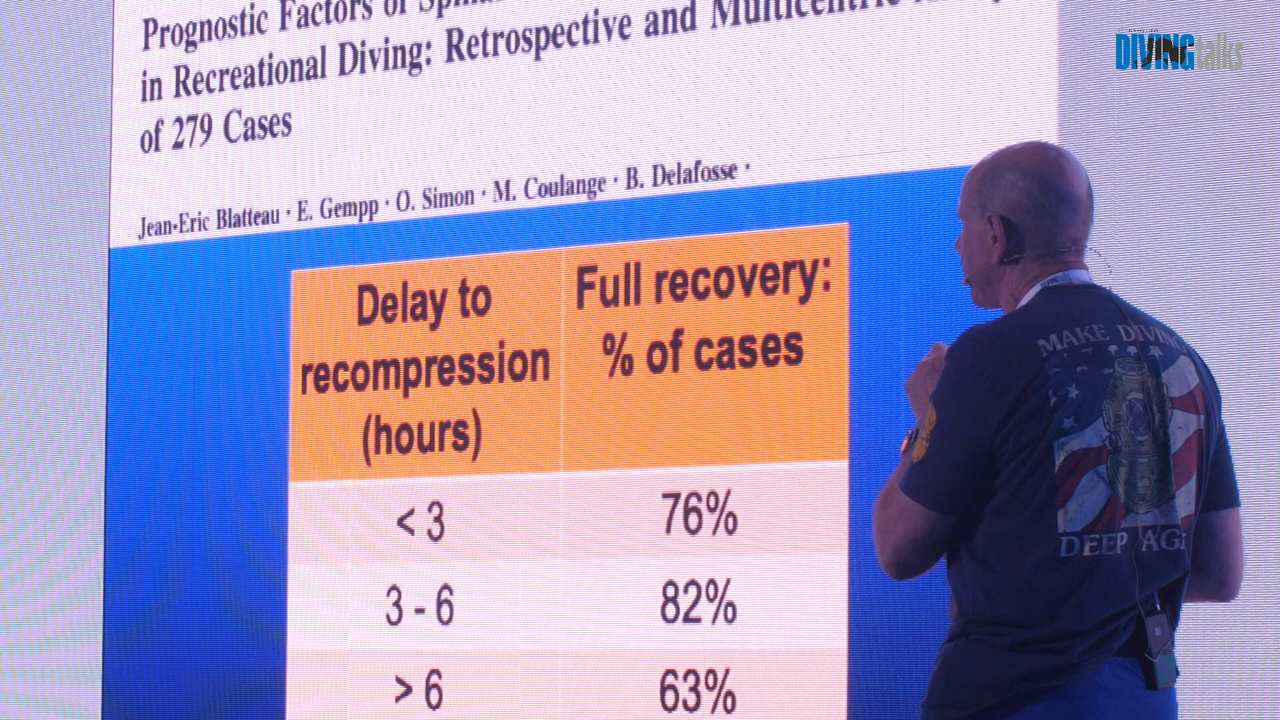 Prognostic Factors of
in Recreational Diving: Retrospective and Multicentric
of 279 Cases
Jean-Eric Blatteau · E. Gempp · O. Simon · M. Coulange · B. Delafosse ·
Delay to
recompression
(hours)
Full recovery:
% of cases
< 3
76%
3 - 6
82%
> 6
63%
DIVING talks
MAKE DIVIN
DEEP AG